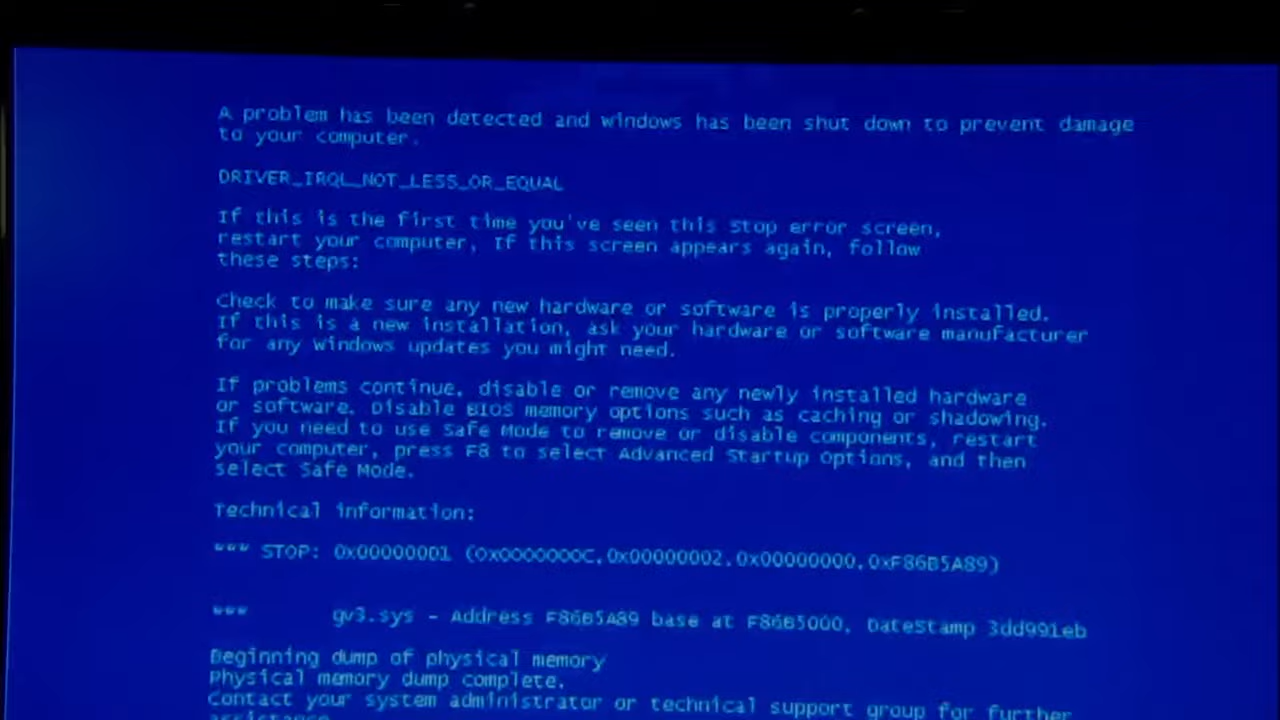 A problem has been detected and windows has been shut down to prevent damage
to your computer.
DRIVER_IRQL_NOT_LESS_OR_EQUAL
If this is the first time you've seen this Stop error screen,
restart your computer, If this screen appears again, follow
these steps:
Check to make sure any new hardware or software is properly installed.
If this is a new installation, ask your hardware or software manufacturer
for any Windows updates you might need.
If problems continue, disable or remove any newly installed hardware
or software. Disable BIOS memory options such as caching or shadowing.
If you need to use Safe Mode to remove or disable components, restart
your computer, press F8 to select Advanced Startup Options, and then
select Safe Mode.
Technical information:
*** STOP: 0x000000D1 (0x0000000C,0x00000002,0x00000000,0xF86B5A89)
*** gv3.sys - Address F86B5A89 base at F86B5000, DateStamp 3dd991eb
Beginning dump of physical memory
Physical memory dump complete.
Contact your system administrator or technical support group for further
assistance.